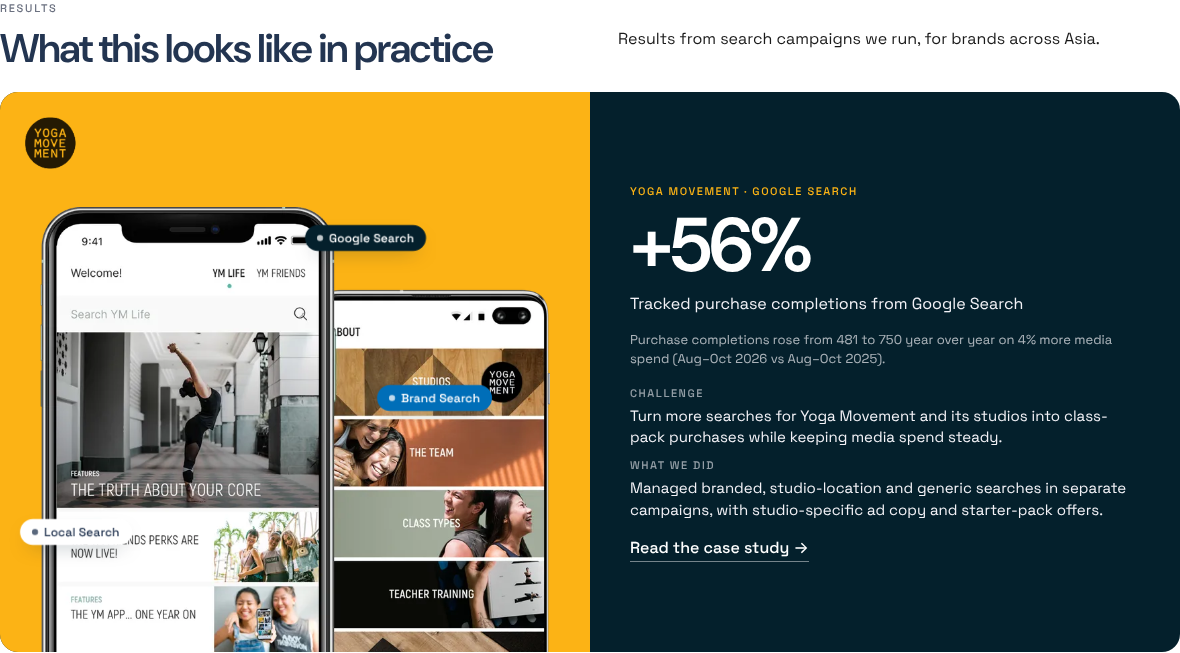 RESULTS
What this looks like in practice
Results from search campaigns we run, for brands across Asia.
YOGA
MOVE
MENT
9:41
Google Search
Welcome!
YM LIFE
YM FRIENDS
Search YM Life
ABOUT
STUDIOS
YOGA
MOVE
MENT
Brand Search
THE TEAM
FEATURES
THE TRUTH ABOUT YOUR CORE
CLASS TYPES
Local Search
PERKS ARE
NOW LIVE!
TEACHER TRAINING
FEATURES
THE YM APP... ONE YEAR ON
YOGA MOVEMENT · GOOGLE SEARCH
+56%
Tracked purchase completions from Google Search
Purchase completions rose from 481 to 750 year over year on 4% more media
spend (Aug–Oct 2026 vs Aug–Oct 2025).
CHALLENGE
Turn more searches for Yoga Movement and its studios into class-
pack purchases while keeping media spend steady.
WHAT WE DID
Managed branded, studio-location and generic searches in separate
campaigns, with studio-specific ad copy and starter-pack offers.
Read the case study →